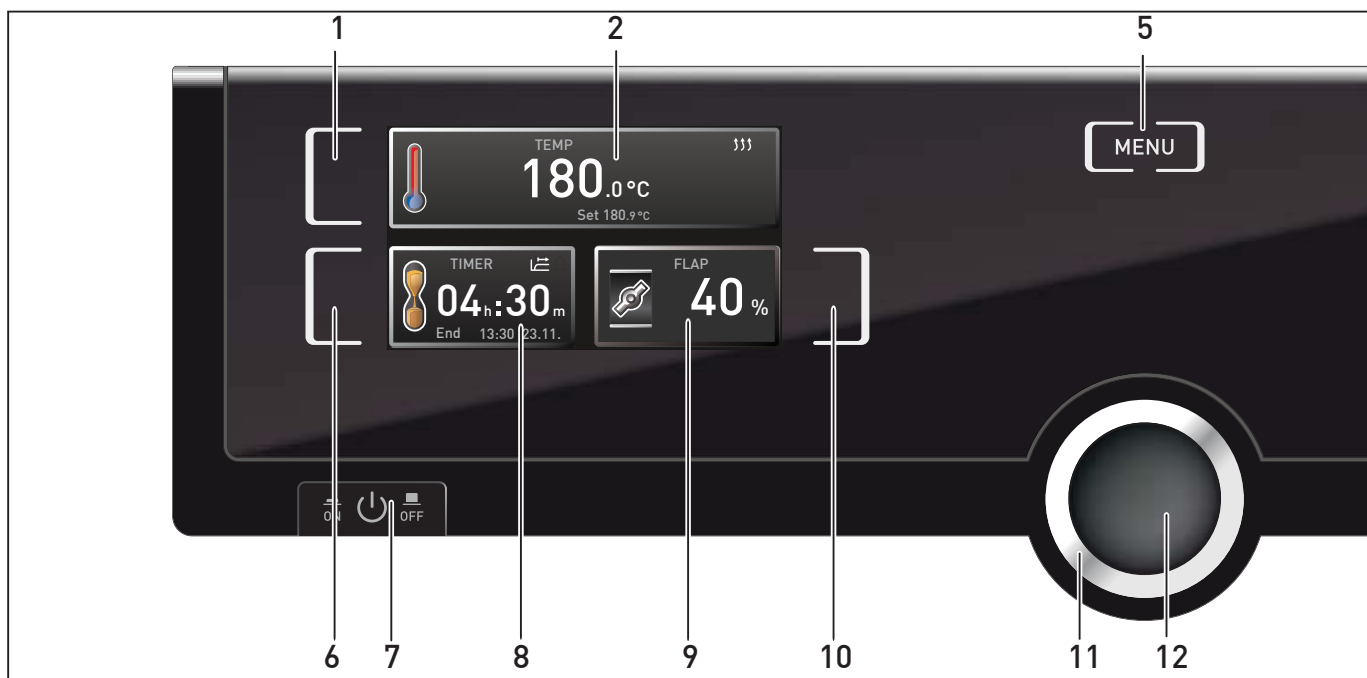 1 2 5
TEMP
180.0°C
Set 180.9°C
MENU
TIMER
04h:30m
End 13:30 23.11.
FLAP
40 %
ON OFF
6 7 8 9 10 11 12